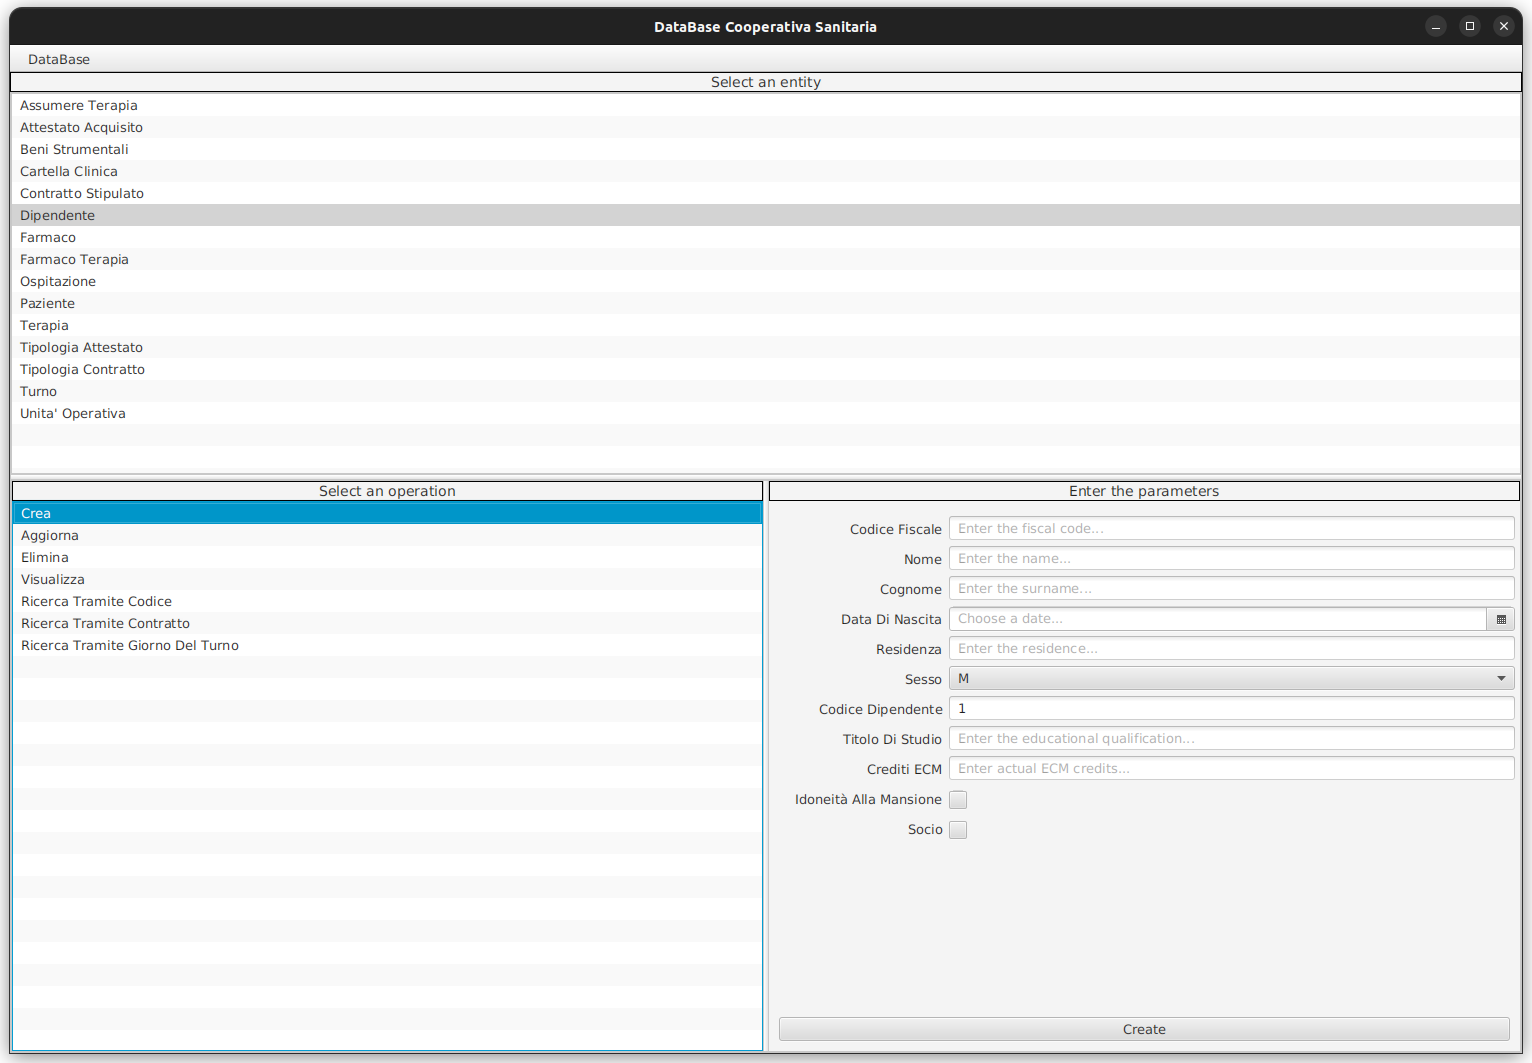 DataBase Cooperativa Sanitaria
DataBase
Select an entity
Assumere Terapia
Attestato Acquisito
Beni Strumentali
Cartella Clinica
Contratto Stipulato
Dipendente
Farmaco
Farmaco Terapia
Ospitazione
Paziente
Terapia
Tipologia Attestato
Tipologia Contratto
Turno
Unita' Operativa
Select an operation
Crea
Aggiorna
Elimina
Visualizza
Ricerca Tramite Codice
Ricerca Tramite Contratto
Ricerca Tramite Giorno Del Turno
Enter the parameters
Codice Fiscale Enter the fiscal code...
Nome Enter the name...
Cognome Enter the surname...
Data Di Nascita Choose a date...
Residenza Enter the residence...
Sesso M
Codice Dipendente 1
Titolo Di Studio Enter the educational qualification...
Crediti ECM Enter actual ECM credits...
Idoneità Alla Mansione
Socio
Create